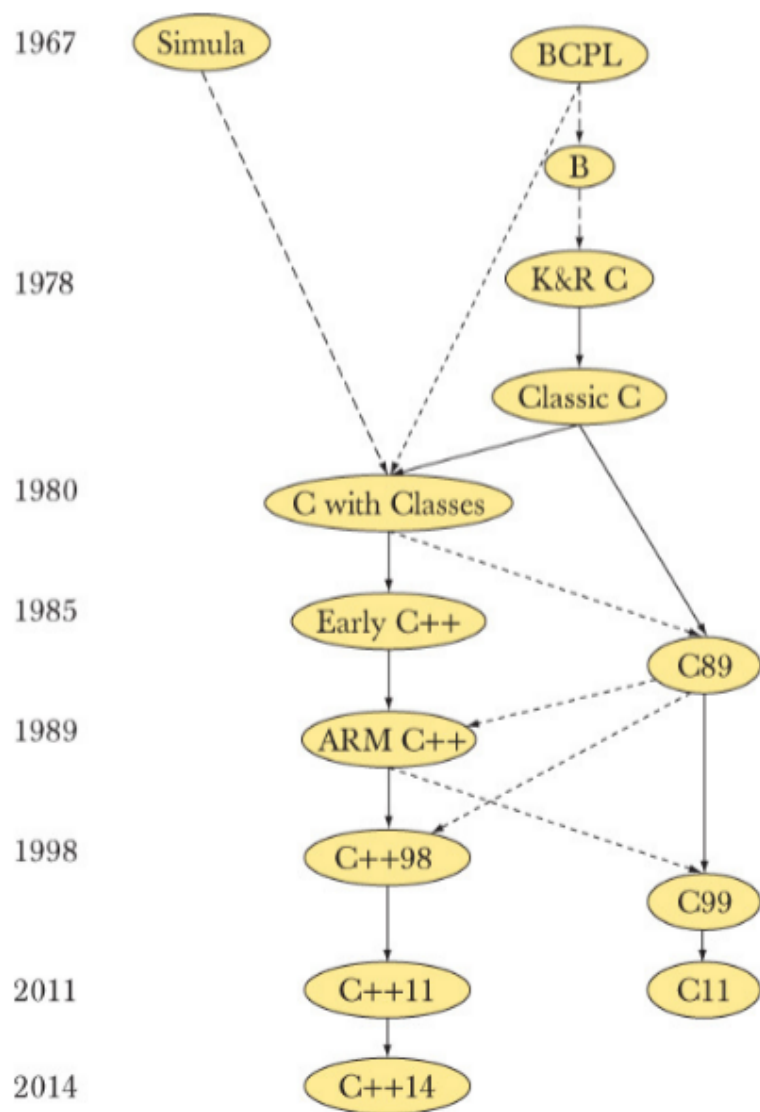 1967
Simula
BCPL
B
1978
K&R C
Classic C
1980
C with Classes
1985
Early C++
C89
1989
ARM C++
1998
C++98
C99
2011
C++11
C11
2014
C++14